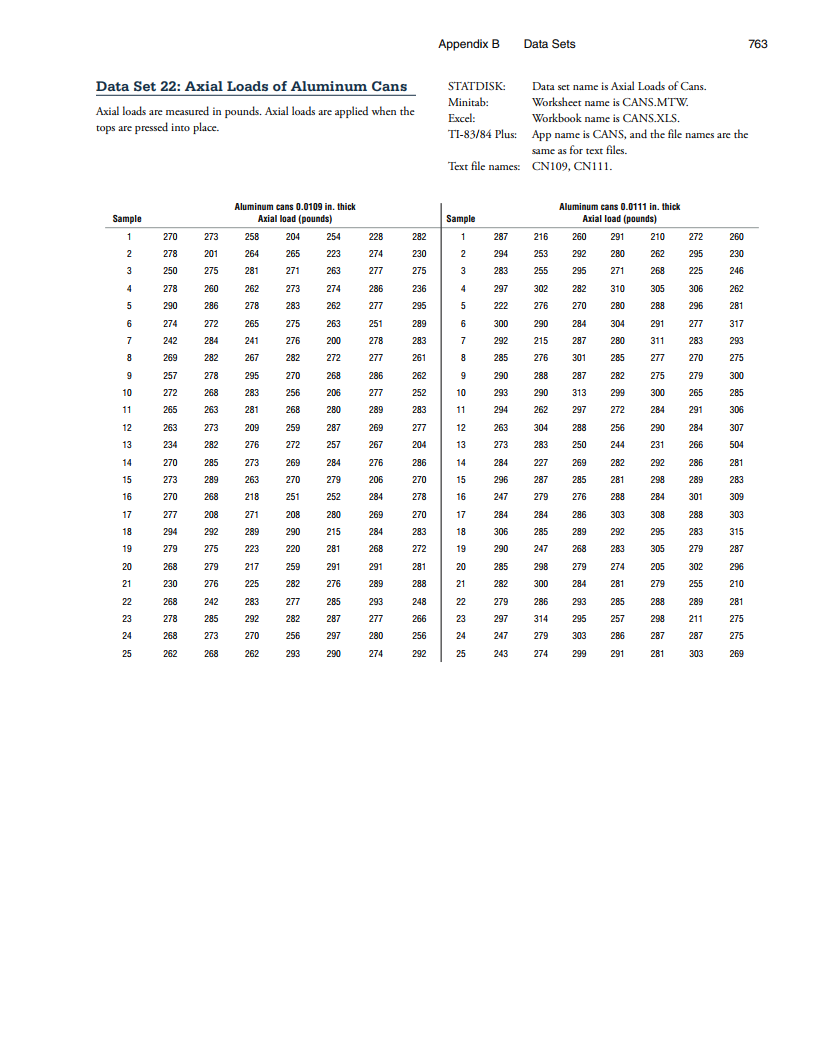 Appendix B Data Sets 763
Data Set 22: Axial Loads of Aluminum Cans
Axial loads are measured in pounds. Axial loads are applied when the
tops are pressed into place.
STATDISK: Data set name is Axial Loads of Cans.
Minitab: Worksheet name is CANS.MTW.
Excel: Workbook name is CANS.XLS.
TI-83/84 Plus: App name is CANS, and the file names are the
same as for text files.
Text file names: CN109, CN111.
Aluminum cans 0.0109 in. thick Aluminum cans 0.0111 in. thick
Sample Axial load (pounds) Sample Axial load (pounds)
1 270 273 258 204 254 228 282 1 287 216 260 291 210 272 260
2 278 201 264 265 223 274 230 2 294 253 292 280 262 295 230
3 250 275 281 271 263 277 275 3 283 255 295 271 268 225 246
4 278 260 262 273 274 286 236 4 297 302 282 310 305 306 262
5 290 286 278 283 262 277 295 5 222 276 270 280 288 296 281
6 274 272 265 275 263 251 289 6 300 290 284 304 291 277 317
7 242 284 241 276 200 278 283 7 292 215 287 280 311 283 293
8 269 282 267 282 272 277 261 8 285 276 301 285 277 270 275
9 257 278 295 270 268 286 262 9 290 288 287 282 275 279 300
10 272 268 283 256 206 277 252 10 293 290 313 299 300 265 285
11 265 263 281 268 280 289 283 11 294 262 297 272 284 291 306
12 263 273 209 259 287 269 277 12 263 304 288 256 290 284 307
13 234 282 276 272 257 267 204 13 273 283 250 244 231 266 504
14 270 285 273 269 284 276 286 14 284 227 269 282 292 286 281
15 273 289 263 270 279 206 270 15 296 287 285 281 298 289 283
16 270 268 218 251 252 284 278 16 247 279 276 288 284 301 309
17 277 208 271 208 280 269 270 17 284 284 286 303 308 288 303
18 294 292 289 290 215 284 283 18 306 285 289 292 295 283 315
19 279 275 223 220 281 268 272 19 290 247 268 283 305 279 287
20 268 279 217 259 291 291 281 20 285 298 279 274 205 302 296
21 230 276 225 282 276 289 288 21 282 300 284 281 279 255 210
22 268 242 283 277 285 293 248 22 279 286 293 285 288 289 281
23 278 285 292 282 287 277 266 23 297 314 295 257 298 211 275
24 268 273 270 256 297 280 256 24 247 279 303 286 287 287 275
25 262 268 262 293 290 274 292 25 243 274 299 291 281 303 269